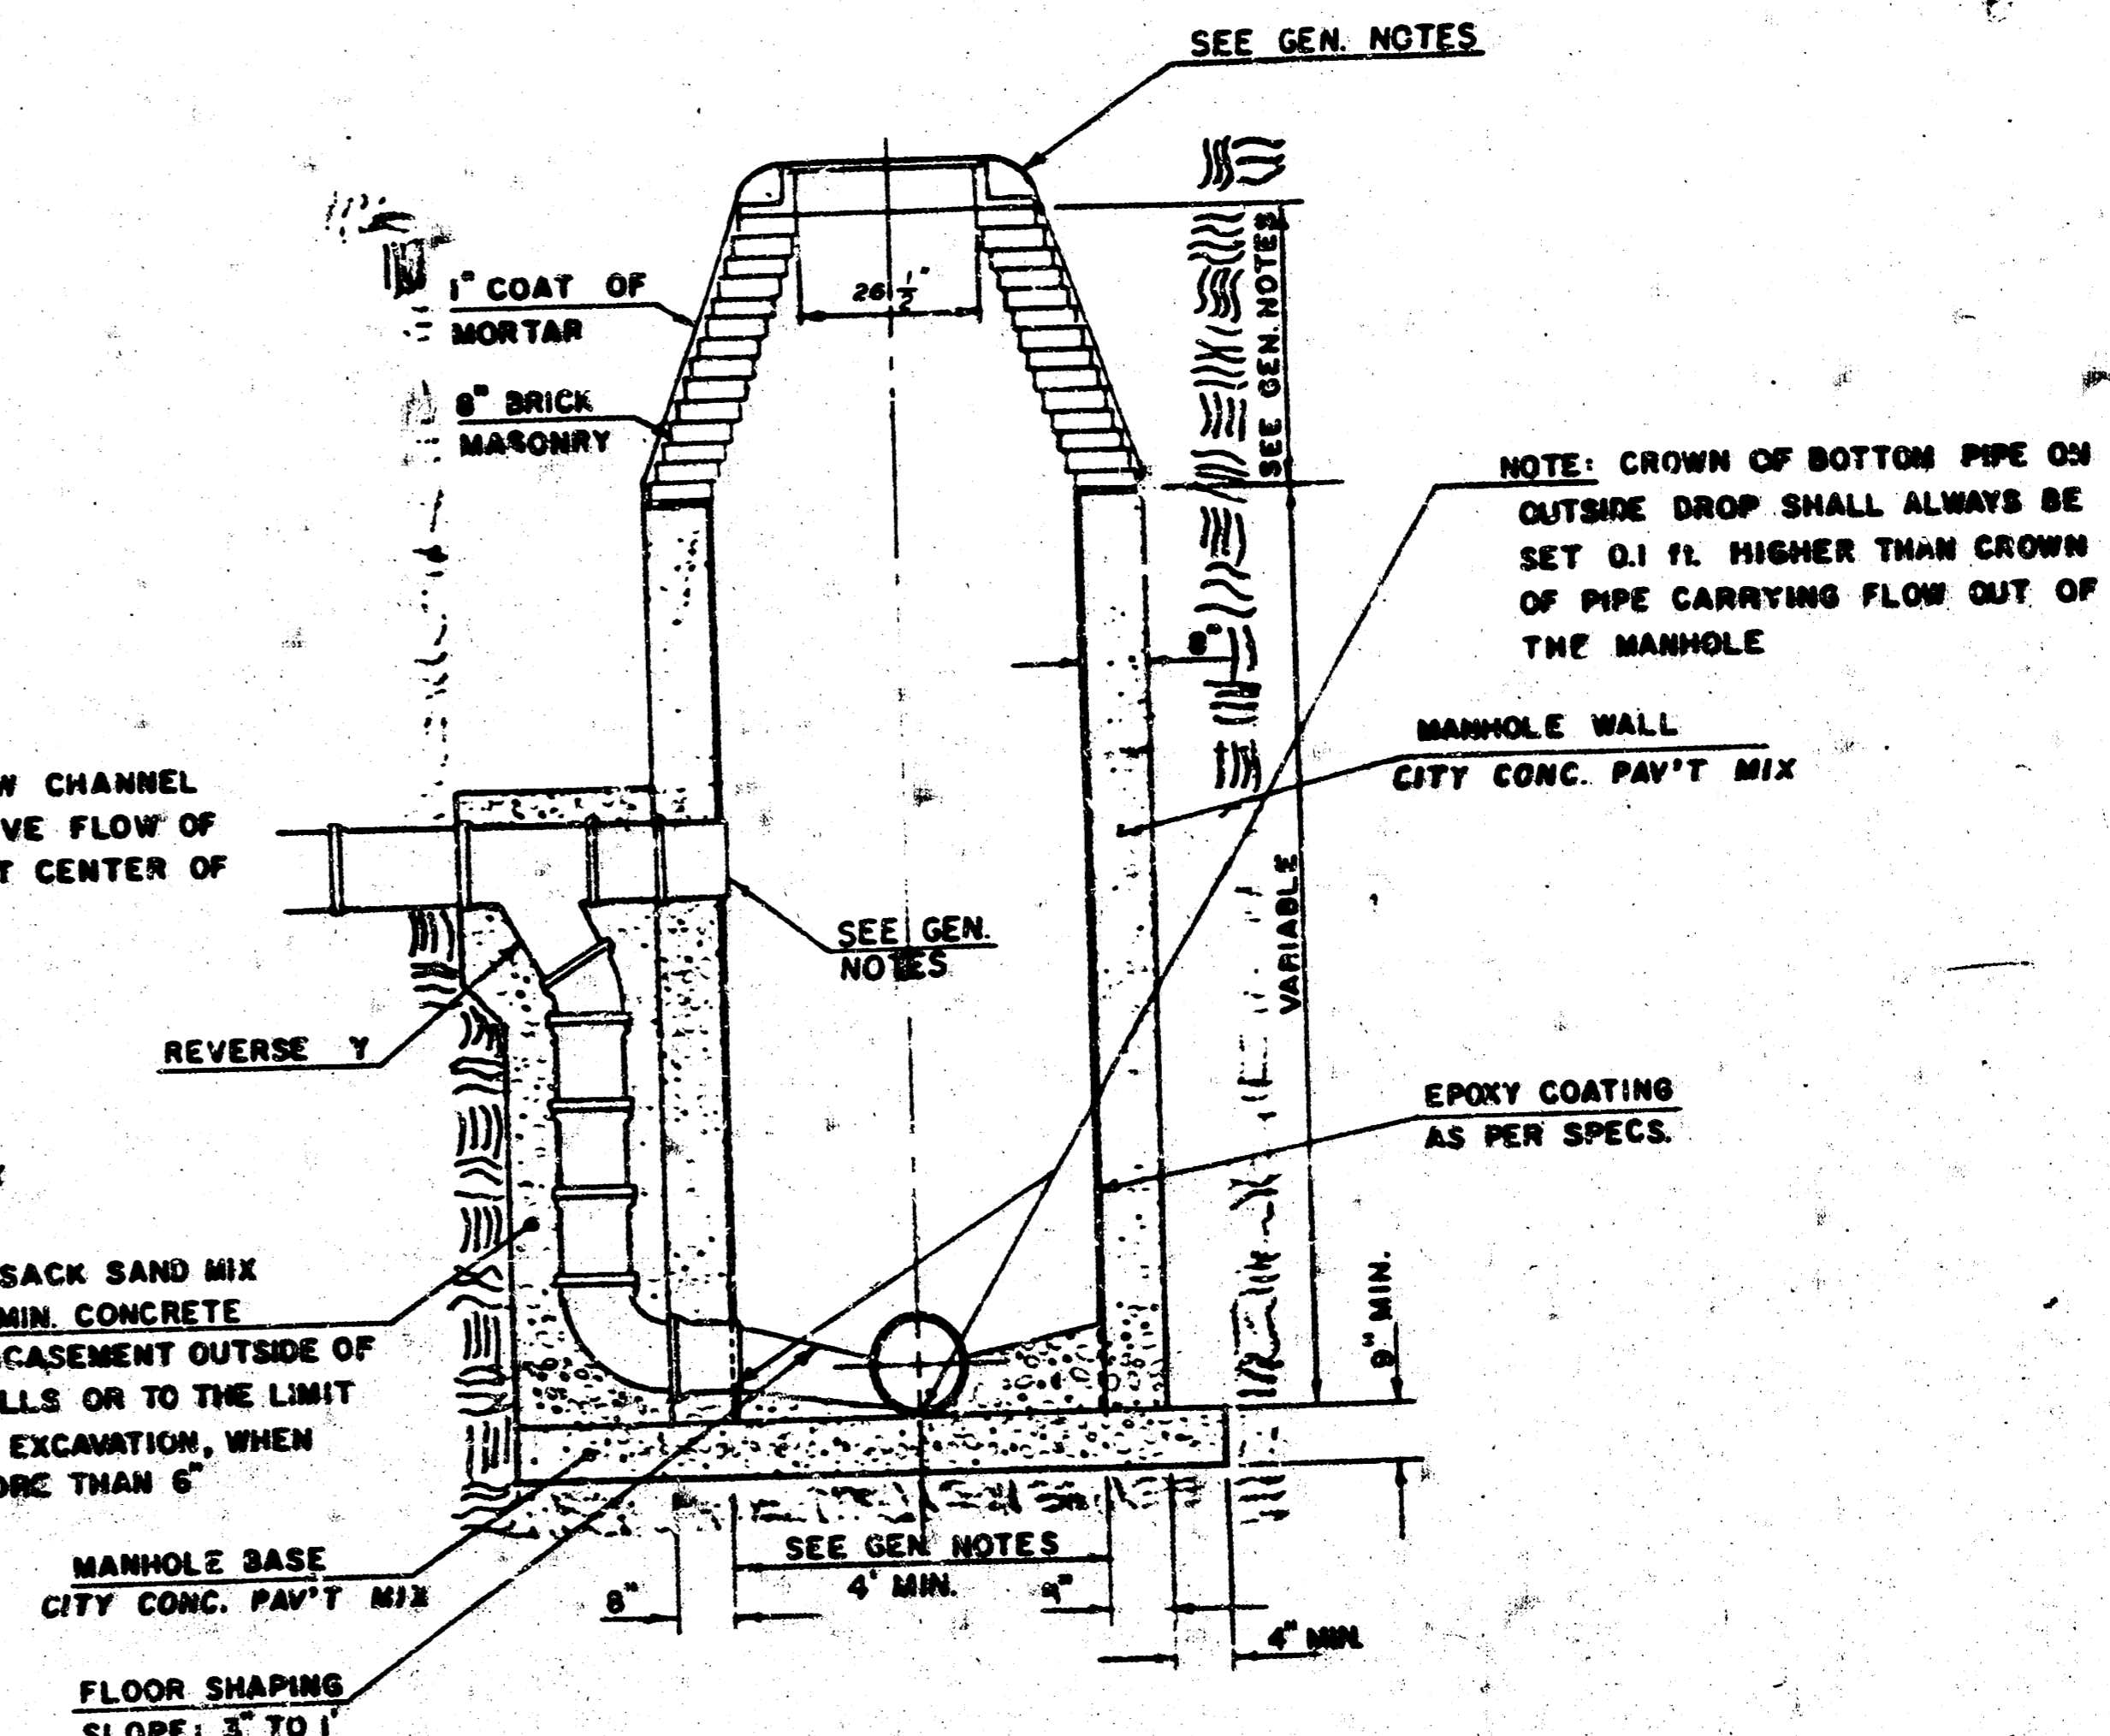 SEE GEN. NOTES
1" COAT OF
MORTAR
26 1/2"
SEE GEN. NOTES
8" BRICK
MASONRY
NOTE: CROWN OF BOTTOM PIPE ON
OUTSIDE DROP SHALL ALWAYS BE
SET 0.1 ft. HIGHER THAN CROWN
OF PIPE CARRYING FLOW OUT OF
THE MANHOLE
8"
MANHOLE WALL
CITY CONC. PAV'T MIX
CHANNEL
VE FLOW OF
T CENTER OF
SEE GEN.
NOTES
VARIABLE
REVERSE Y
EPOXY COATING
AS PER SPECS.
SACK SAND MIX
MIN. CONCRETE
CASEMENT OUTSIDE OF
LLS OR TO THE LIMIT
EXCAVATION, WHEN
ORE THAN 6"
9" MIN.
MANHOLE BASE
CITY CONC. PAV'T MIX
SEE GEN. NOTES
4' MIN.
8"
9"
4" MIN.
FLOOR SHAPING
SLOPE: 3" TO 1'